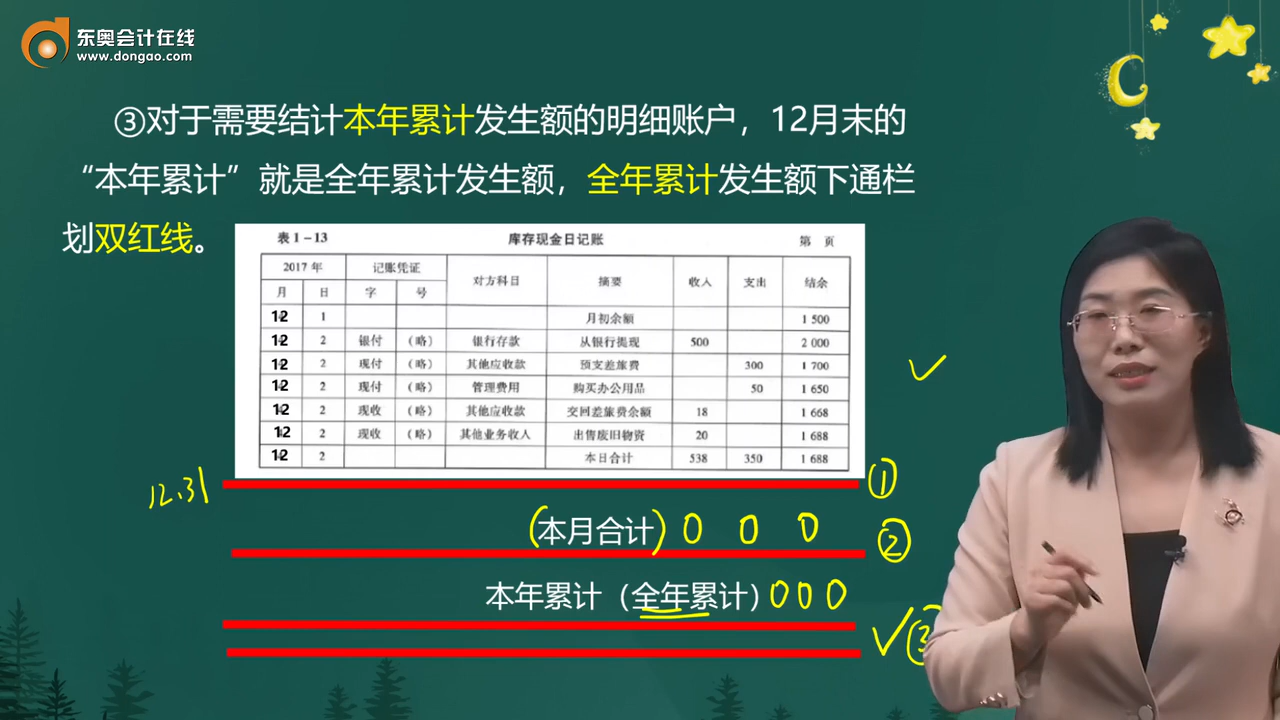 东奥会计在线
www.dongao.com
③对于需要结计本年累计发生额的明细账户，12月末的
“本年累计”就是全年累计发生额，全年累计发生额下通栏
划双红线。
表1-13 库存现金日记账 第 页
2017年 记账凭证 对方科目 摘要 收入 支出 结余
月 日 字 号
12 1 月初余额 1 500
12 2 银付 （略） 银行存款 从银行提现 500 2 000
12 2 现付 （略） 其他应收款 预支差旅费 300 1 700
12 2 现付 （略） 管理费用 购买办公用品 50 1 650
12 2 现收 （略） 其他应收款 交回差旅费余额 18 1 668
12 2 现收 （略） 其他业务收入 出售废旧物资 20 1 688
12 2 本日合计 538 350 1 688
12.31 ①
（本月合计） 0 0 0 ②
本年累计（全年累计） 0 0 0
③